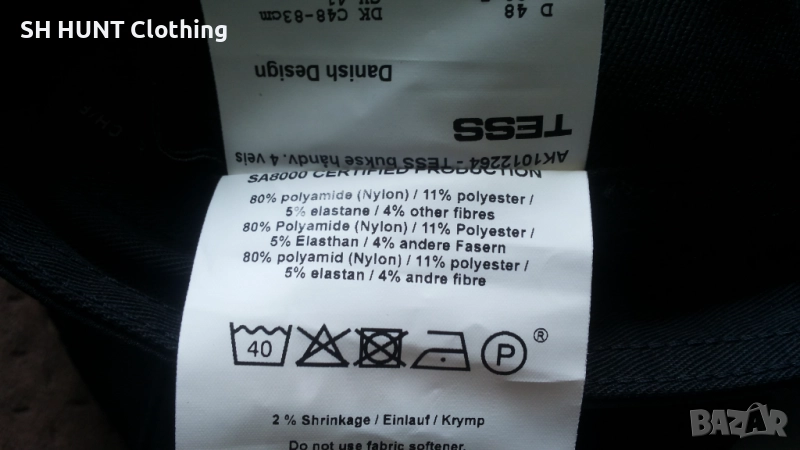 SH HUNT Clothing
D 48
DK C48-83cm
Danish Design
TESS
AK1012264 - TESS bukse håndv. 4 vels
SA8000 CERTIFIED PRODUCTION
80% polyamide (Nylon) / 11% polyester /
5% elastane / 4% other fibres
80% Polyamide (Nylon) / 11% Polyester /
5% Elasthan / 4% andere Fasern
80% polyamid (Nylon) / 11% polyester /
5% elastan / 4% andre fibre
40
P ®
2 % Shrinkage / Einlauf / Krymp
Do not use fabric softener.
BAZAR